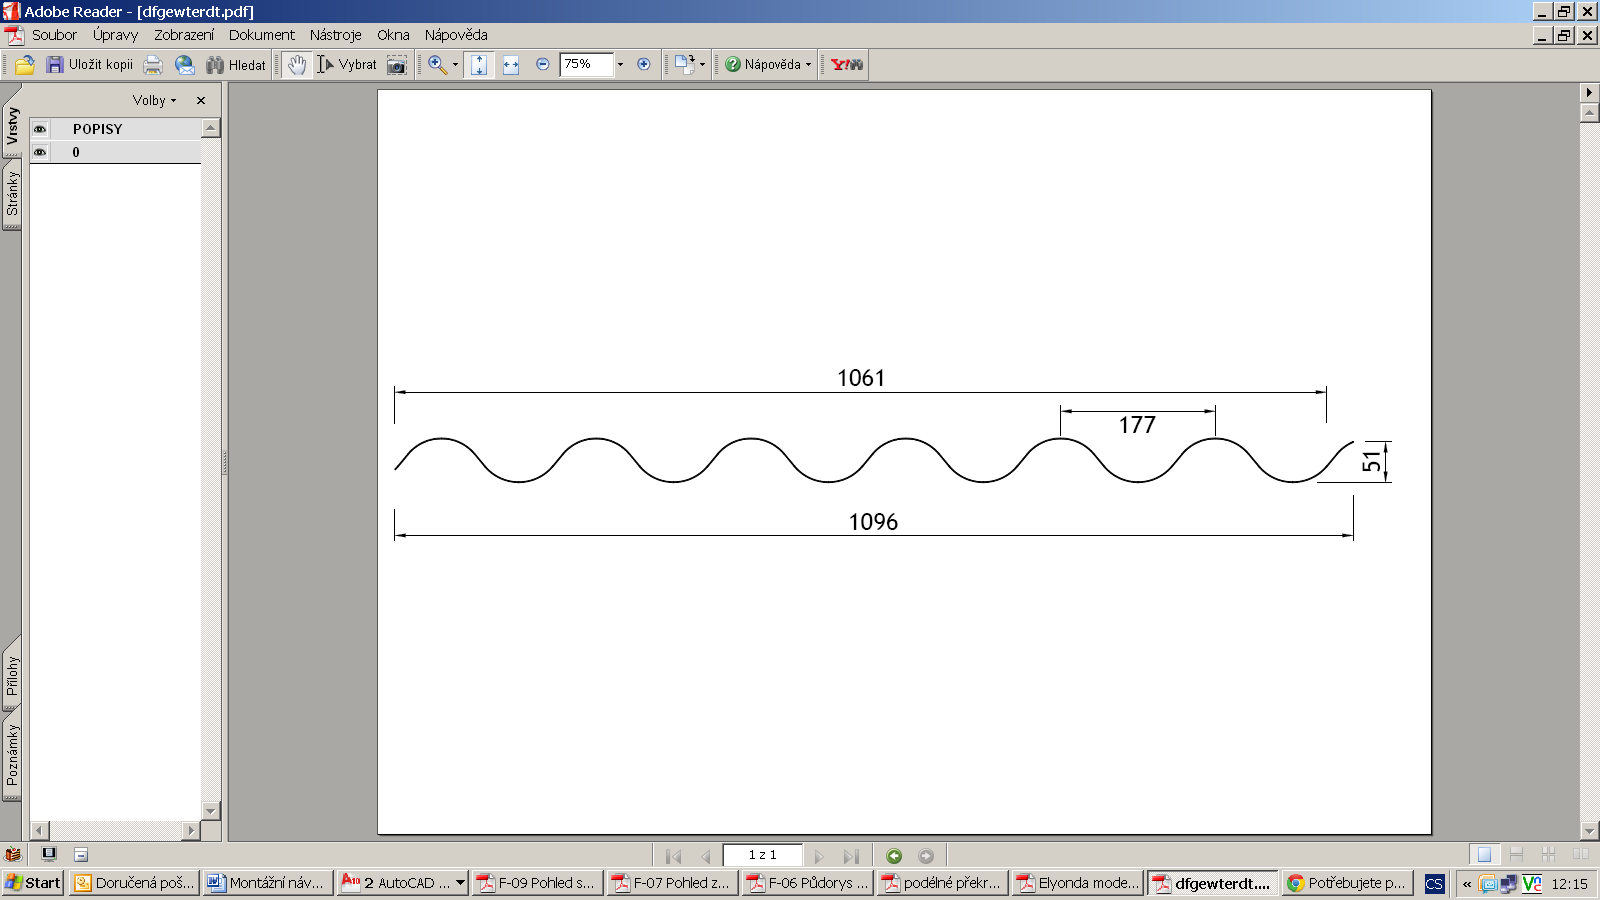 Adobe Reader - [dfgewterdt.pdf]
Soubor Úpravy Zobrazení Dokument Nástroje Okna Nápověda
Uložit kopii Hledat Vybrat 75% Nápověda Y!
Volby
Vrstvy
Stránky
Přílohy
Poznámky
POPISY
0
1061
177
51
1096
1 z 1
Start Doručená poš... Montážní náv... 2 AutoCAD ... F-09 Pohled s... F-07 Pohled z... F-06 Půdorys ... podélné překr... Elyonda mode... dfgewterdt.... Potřebujete p... CS « 12:15